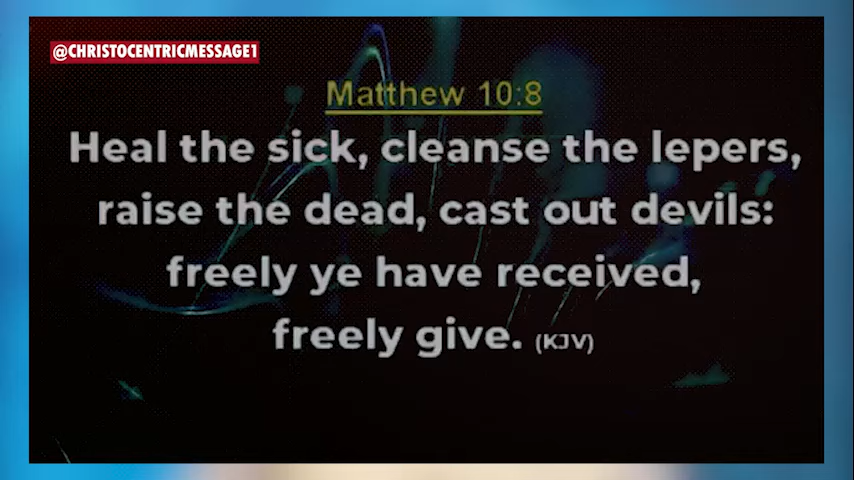 @CHRISTOCENTRICMESSAGE1
Matthew 10:8
Heal the sick, cleanse the lepers,
raise the dead, cast out devils:
freely ye have received,
freely give. (KJV)